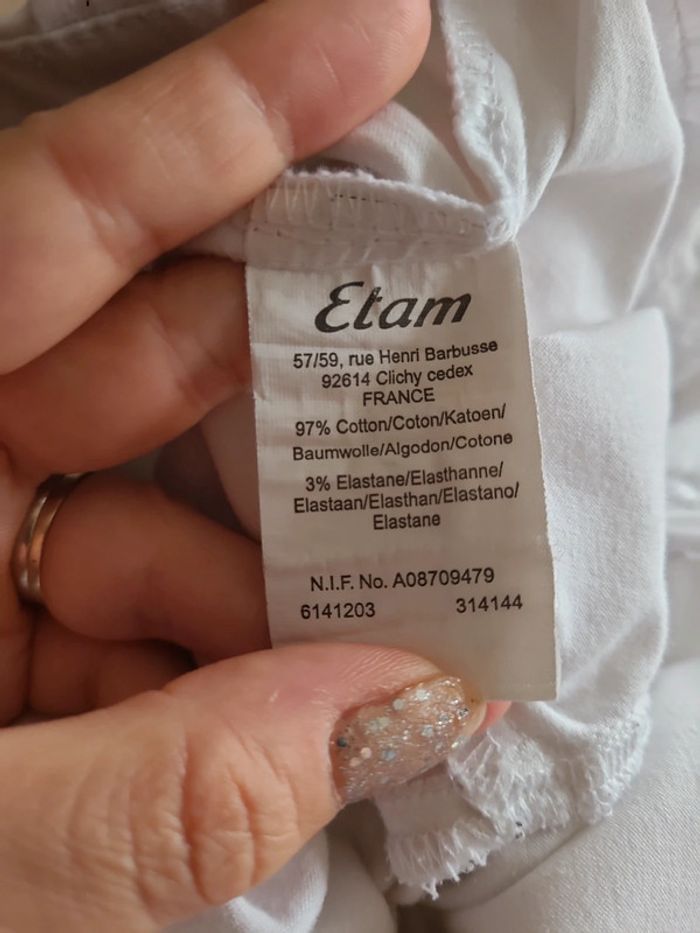 Etam
57/59, rue Henri Barbusse
92614 Clichy cedex
FRANCE
97% Cotton/Coton/Katoen/
Baumwolle/Algodon/Cotone
3% Elastane/Elasthanne/
Elastaan/Elasthan/Elastano/
Elastane
N.I.F. No. A08709479
6141203 314144